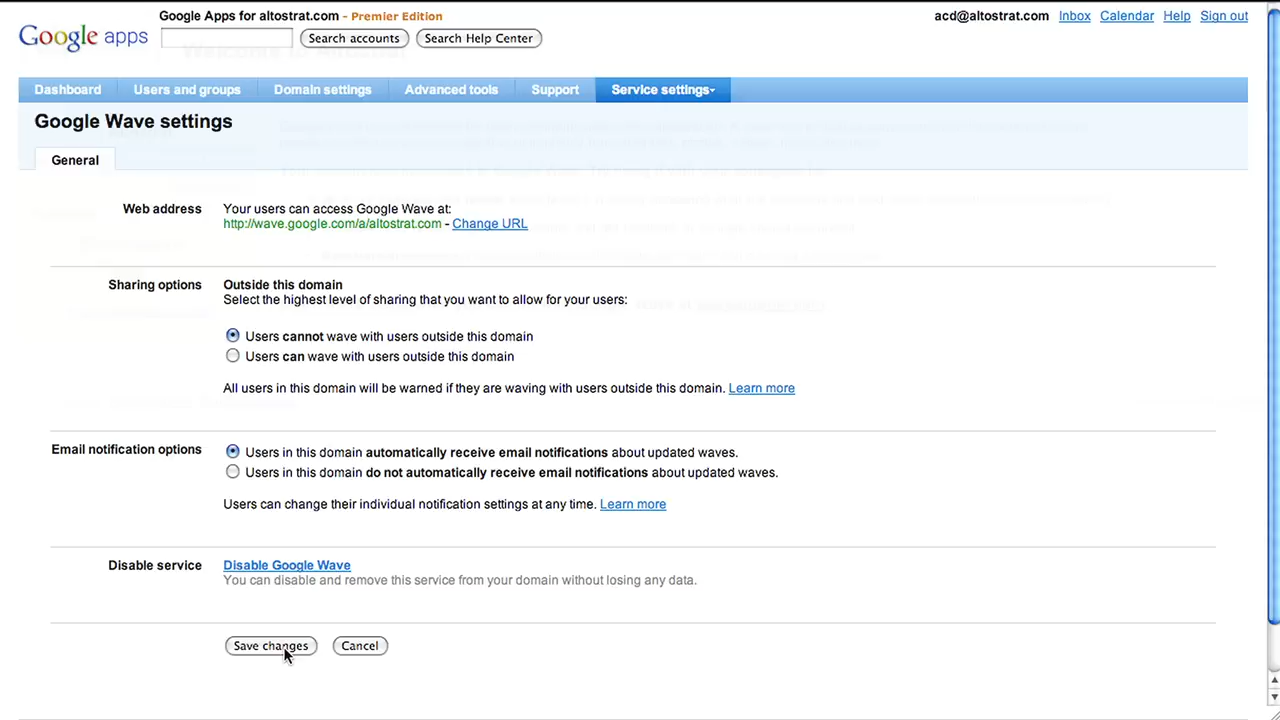 Google Apps for altostrat.com - Premier Edition
acd@altostrat.com Inbox Calendar Help Sign out
Google apps Search accounts Search Help Center
Dashboard Users and groups Domain settings Advanced tools Support Service settings
Google Wave settings
General
Web address Your users can access Google Wave at:
http://wave.google.com/a/altostrat.com - Change URL
Sharing options Outside this domain
Select the highest level of sharing that you want to allow for your users:
Users cannot wave with users outside this domain
Users can wave with users outside this domain
All users in this domain will be warned if they are waving with users outside this domain. Learn more
Email notification options Users in this domain automatically receive email notifications about updated waves.
Users in this domain do not automatically receive email notifications about updated waves.
Users can change their individual notification settings at any time. Learn more
Disable service Disable Google Wave
You can disable and remove this service from your domain without losing any data.
Save changes Cancel